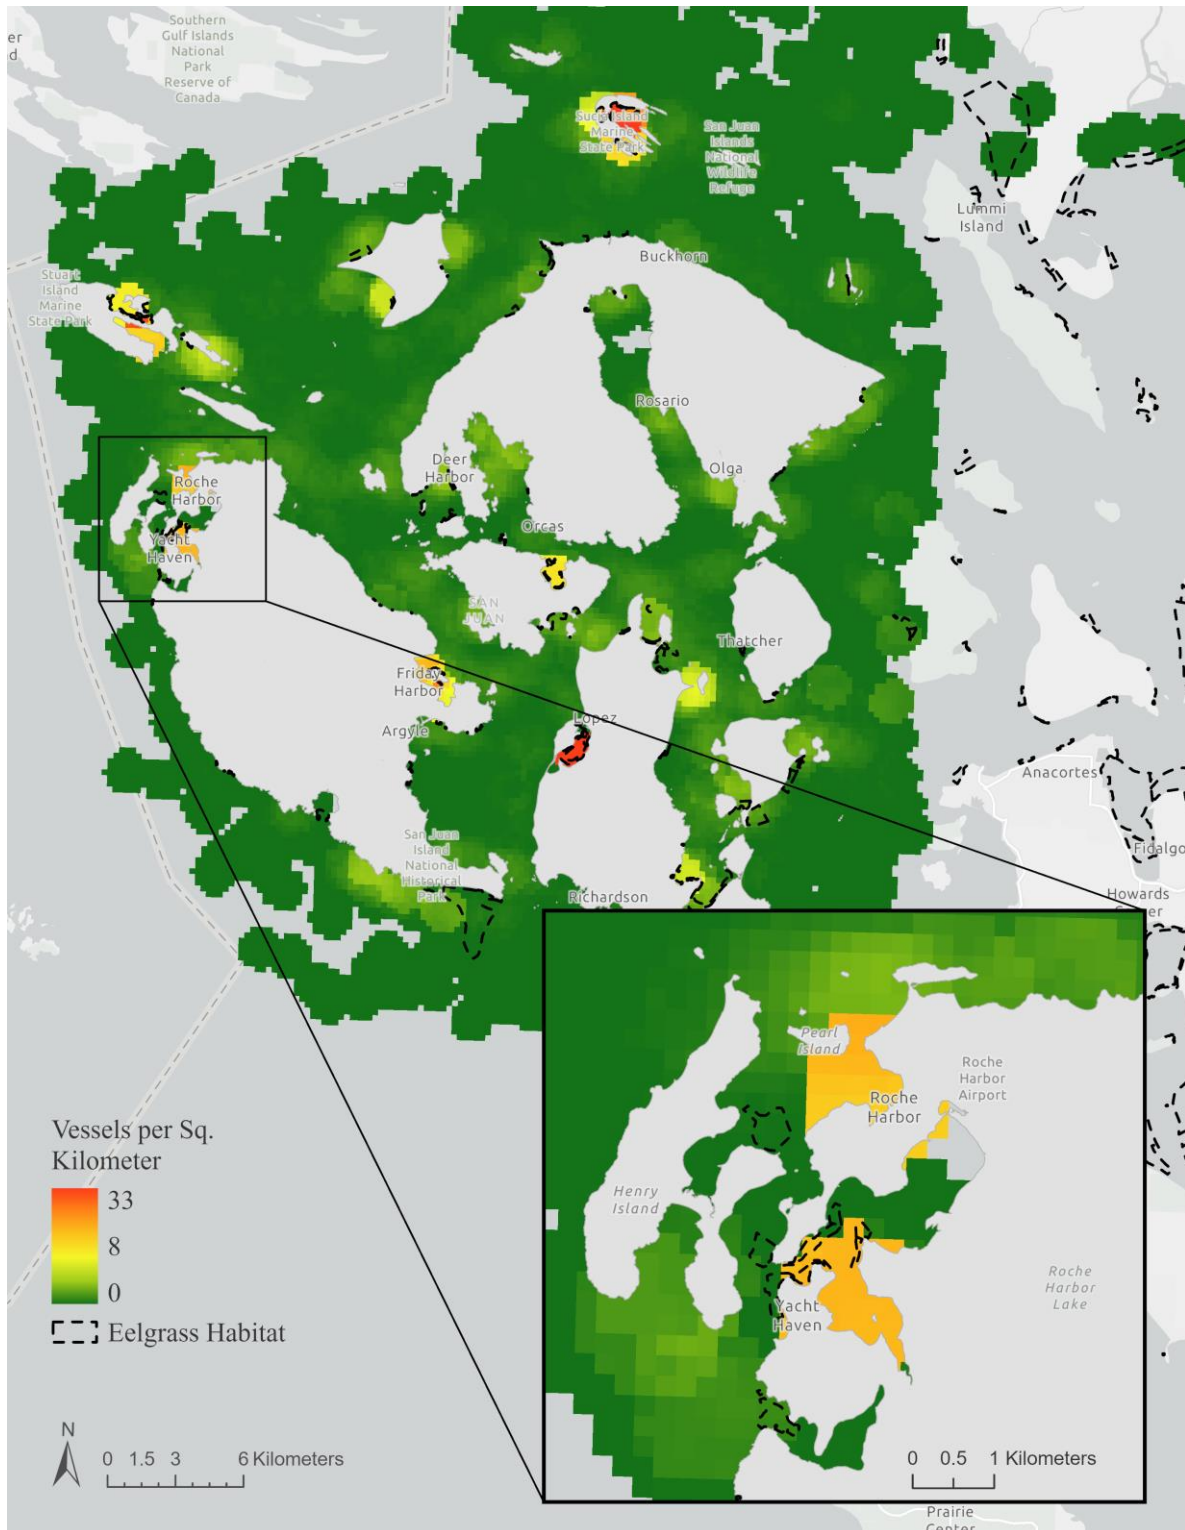 Southern
Gulf Islands
National
Park
Reserve of
Canada
er
d
Sucia Island
Marine
State Park
San Juan
Islands
National
Wildlife
Refuge
Lummi
Island
Buckhorn
Stuart
Island
Marine
State Park
Rosario
Deer
Harbor
Olga
Roche
Harbor
Orcas
Yacht
Haven
SAN
JUAN
Thatcher
Friday
Harbor
Lopez
Argyle
Anacortes
San Juan
Island
National
Historical
Park
Fidalgo
Richardson
Howards
er
Pearl
Island
Roche
Harbor
Airport
Roche
Harbor
Henry
Island
Roche
Harbor
Lake
Yacht
Haven
Vessels per Sq.
Kilometer
33
8
0
Eelgrass Habitat
N
0 1.5 3 6 Kilometers
0 0.5 1 Kilometers
Prairie
Center